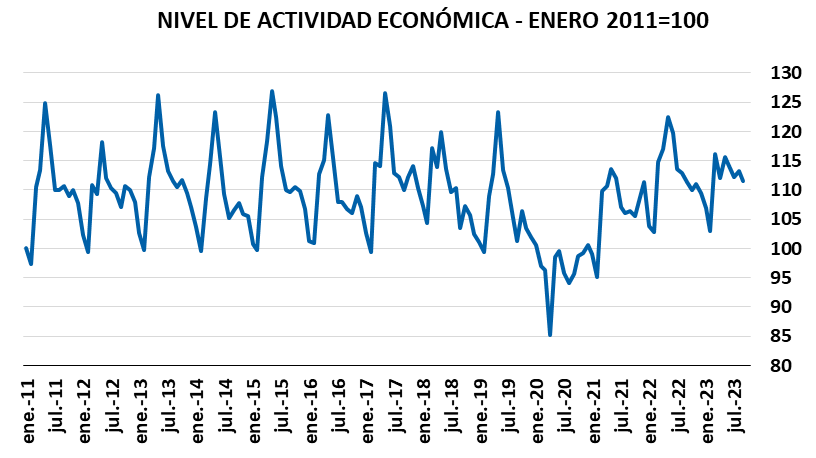 NIVEL DE ACTIVIDAD ECONÓMICA - ENERO 2011=100
130
125
120
115
110
105
100
95
90
85
80
ene.-11
jul.-11
ene.-12
jul.-12
ene.-13
jul.-13
ene.-14
jul.-14
ene.-15
jul.-15
ene.-16
jul.-16
ene.-17
jul.-17
ene.-18
jul.-18
ene.-19
jul.-19
ene.-20
jul.-20
ene.-21
jul.-21
ene.-22
jul.-22
ene.-23
jul.-23